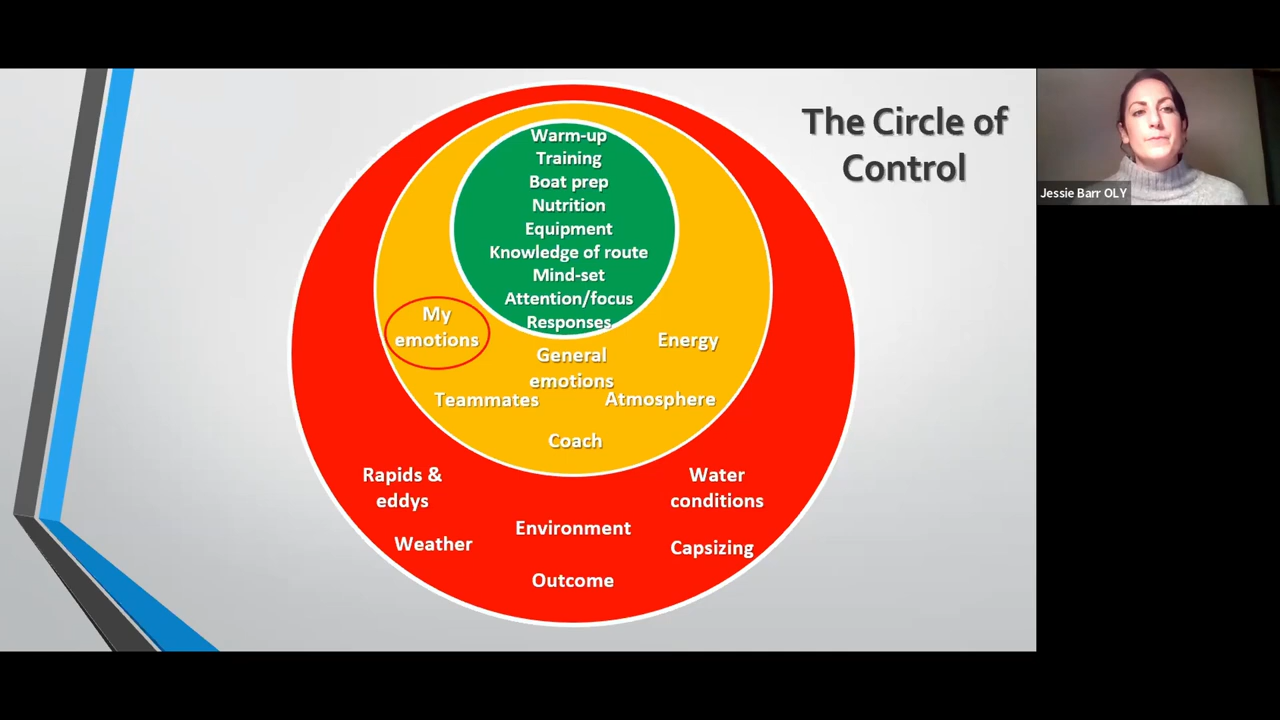 The Circle of
Control
Jessie Barr OLY
Warm-up
Training
Boat prep
Nutrition
Equipment
Knowledge of route
Mind-set
Attention/focus
Responses
My
emotions
General
emotions
Energy
Teammates
Atmosphere
Coach
Rapids &
eddys
Water
conditions
Environment
Weather
Capsizing
Outcome